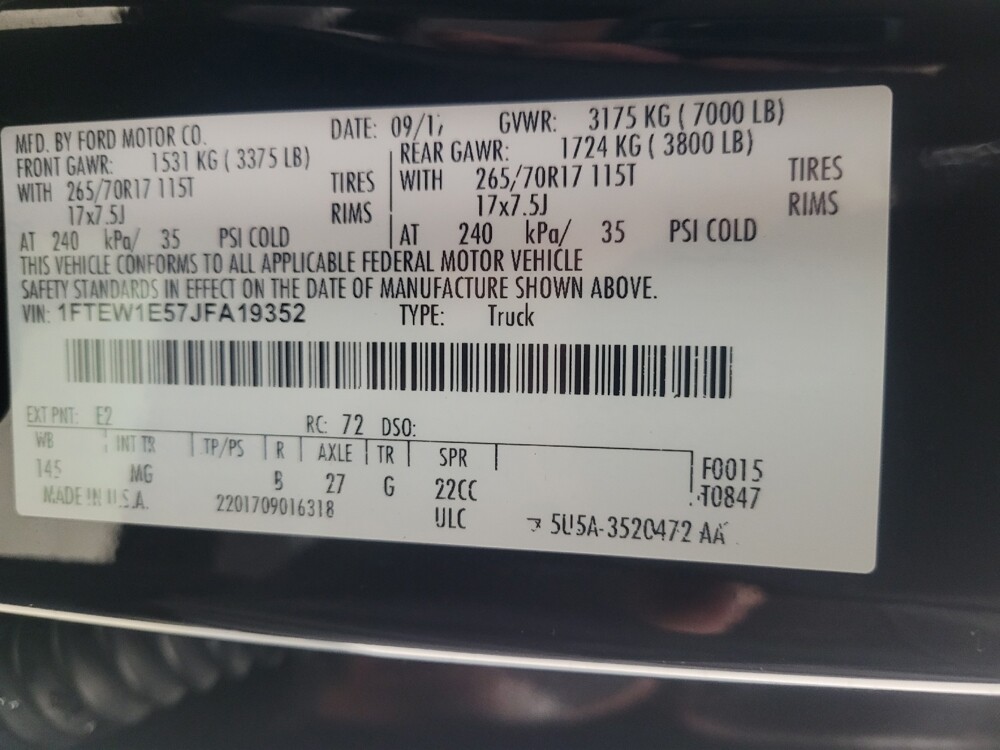 MFD. BY FORD MOTOR CO. DATE: 09/17 GVWR: 3175 KG ( 7000 LB)
FRONT GAWR: 1531 KG ( 3375 LB) REAR GAWR: 1724 KG ( 3800 LB)
WITH 265/70R17 115T TIRES WITH 265/70R17 115T TIRES
17x7.5J RIMS 17x7.5J RIMS
AT 240 kPa/ 35 PSI COLD AT 240 kPa/ 35 PSI COLD
THIS VEHICLE CONFORMS TO ALL APPLICABLE FEDERAL MOTOR VEHICLE
SAFETY STANDARDS IN EFFECT ON THE DATE OF MANUFACTURE SHOWN ABOVE.
VIN: 1FTEW1E57JFA19352 TYPE: Truck
EXT PNT: E2 RC: 72 DSO:
WB INT TR TP/PS R AXLE TR SPR
145 MG B 27 G 22CC F0015
T0847
MADE IN U.S.A. 2201709016318 ULC 5U5A-3520472 AA